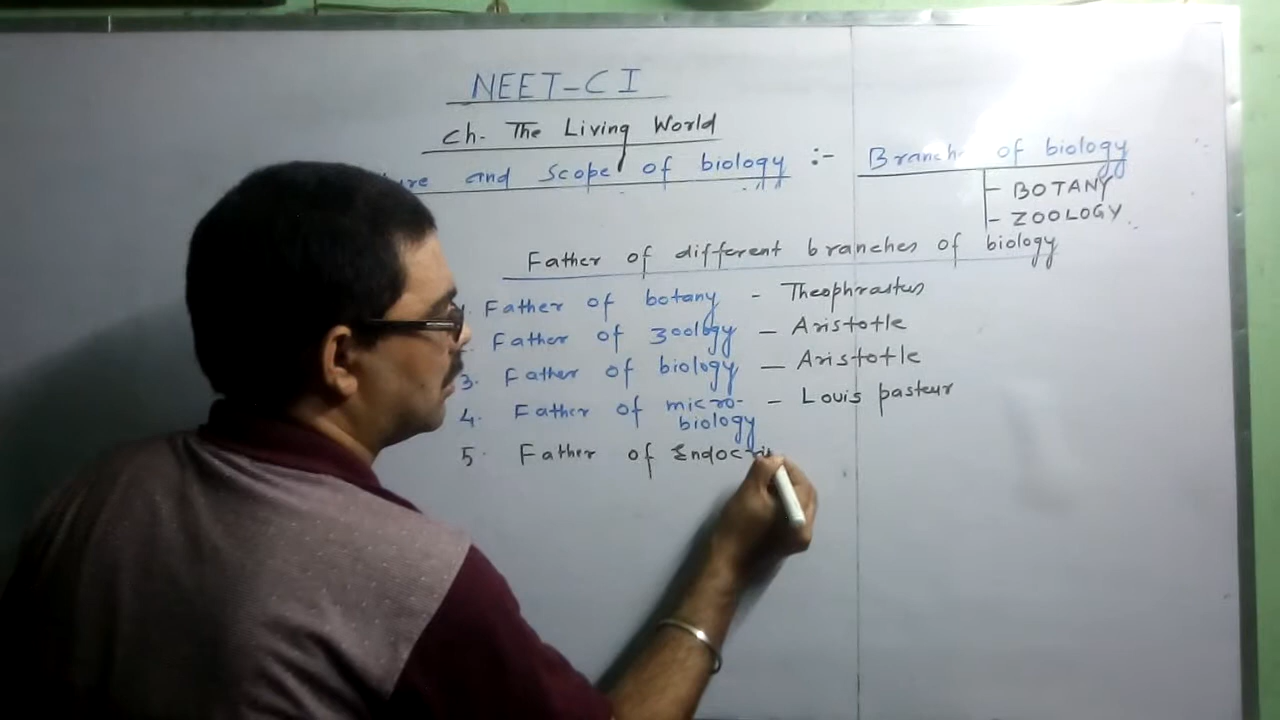 NEET-CI
Ch. The Living World
and Scope of biology :-
Branch of biology
- BOTANY
- ZOOLOGY
Father of different branches of biology
Father of botany - Theophrastus
Father of zoology - Aristotle
3. Father of biology - Aristotle
4. Father of micro- - Louis pasteur
biology
5. Father of